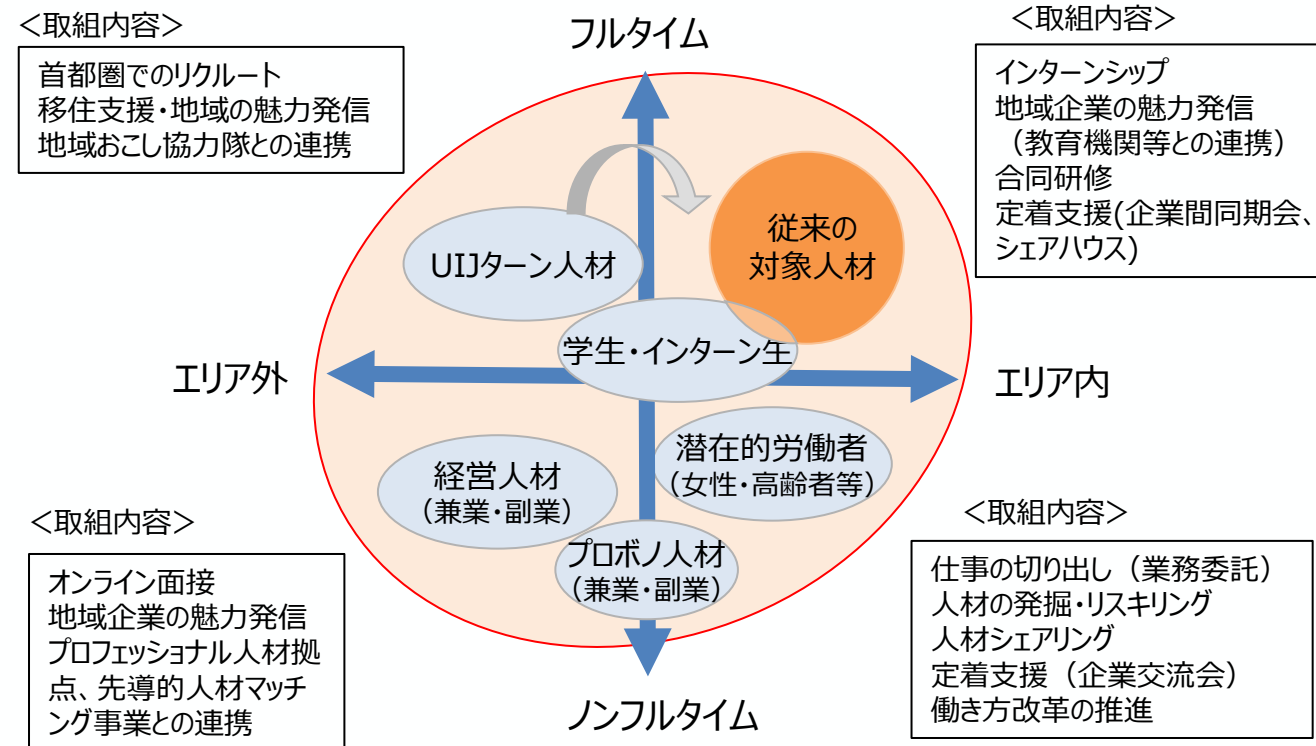 ＜取組内容＞
首都圏でのリクルート
移住支援・地域の魅力発信
地域おこし協力隊との連携
フルタイム
＜取組内容＞
インターンシップ
地域企業の魅力発信
（教育機関等との連携）
合同研修
定着支援(企業間同期会、
シェアハウス)
従来の
対象人材
UIJターン人材
学生・インターン生
エリア外
エリア内
潜在的労働者
（女性・高齢者等）
経営人材
（兼業・副業）
プロボノ人材
（兼業・副業）
＜取組内容＞
オンライン面接
地域企業の魅力発信
プロフェッショナル人材拠
点、先導的人材マッチ
ング事業との連携
ノンフルタイム
＜取組内容＞
仕事の切り出し（業務委託）
人材の発掘・リスキリング
人材シェアリング
定着支援（企業交流会）
働き方改革の推進